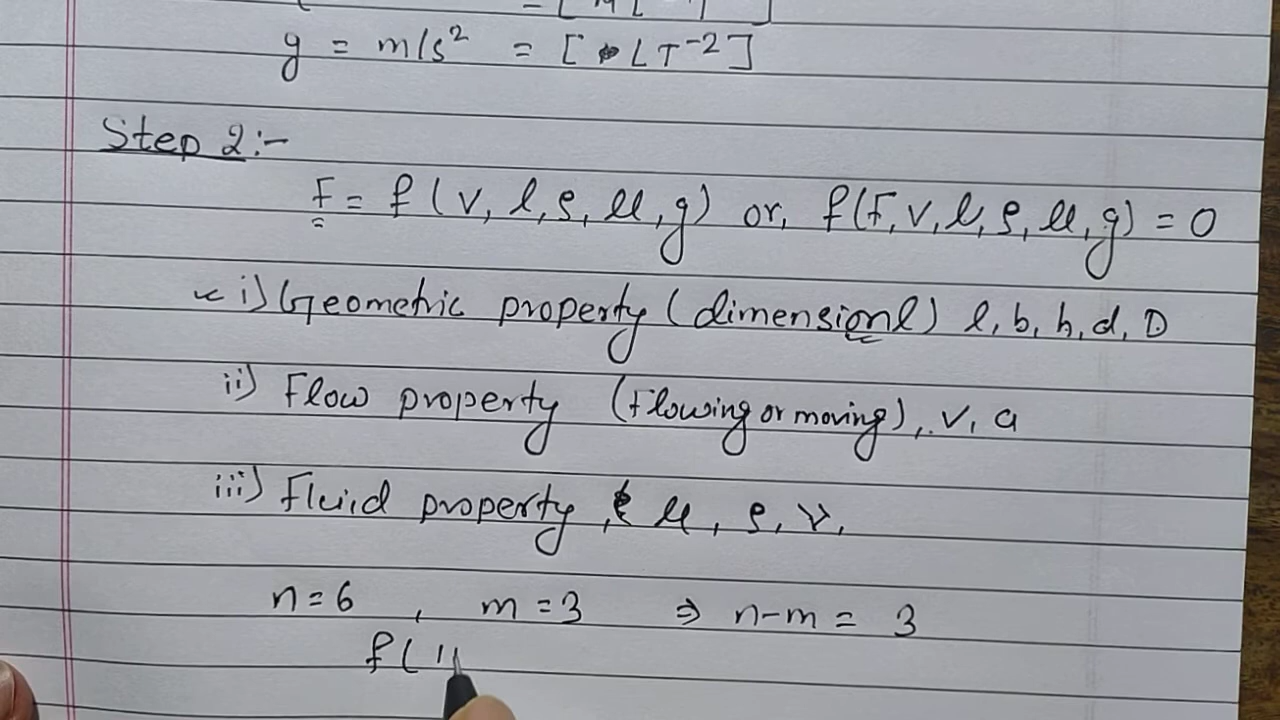 g = m/s² = [LT⁻²]
Step 2:-
F = f(V, l, ρ, μ, g) or, f(F, V, l, ρ, μ, g) = 0
i) Geometric property (dimensionl) l, b, h, d, D
ii) Flow property (flowing or moving), V, a
iii) Fluid property, μ, ρ, ν,
n=6 , m=3 ⇒ n-m = 3
f(